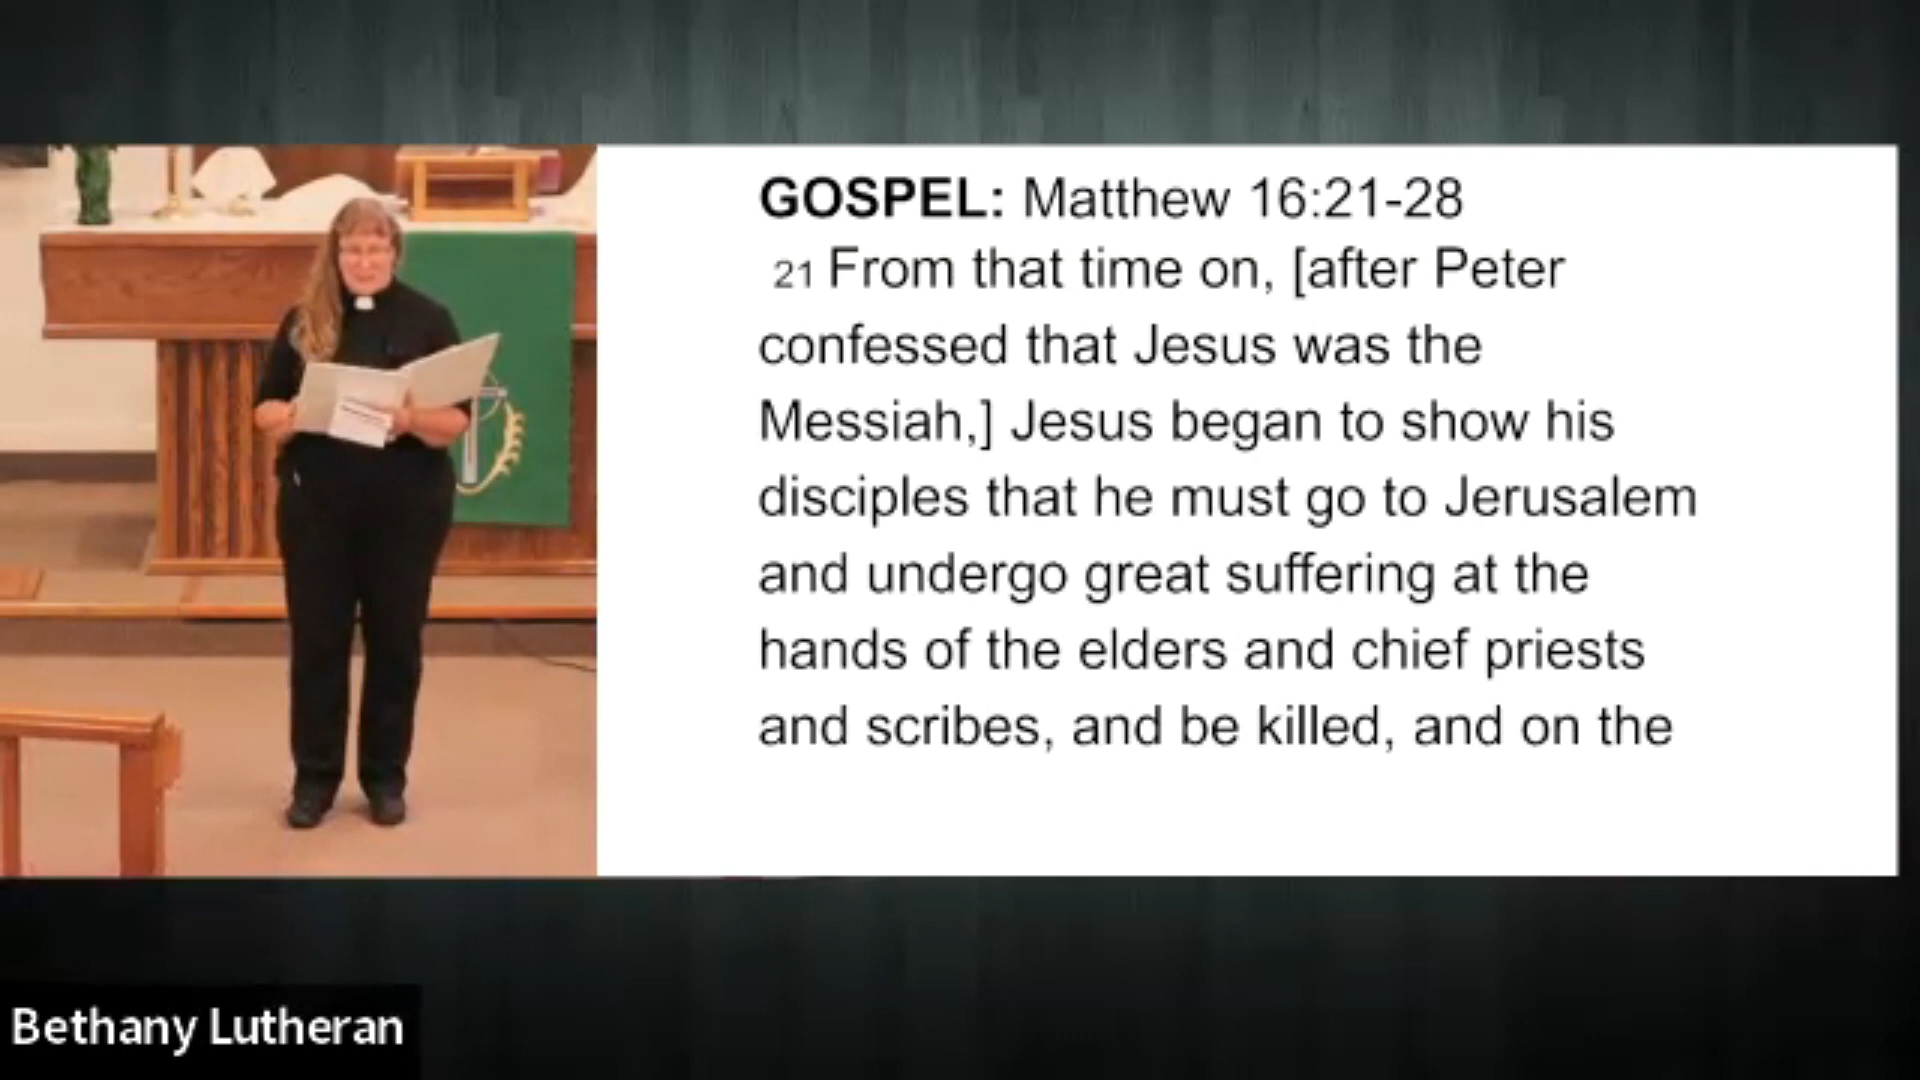 GOSPEL: Matthew 16:21-28
21 From that time on, [after Peter
confessed that Jesus was the
Messiah,] Jesus began to show his
disciples that he must go to Jerusalem
and undergo great suffering at the
hands of the elders and chief priests
and scribes, and be killed, and on the
Bethany Lutheran